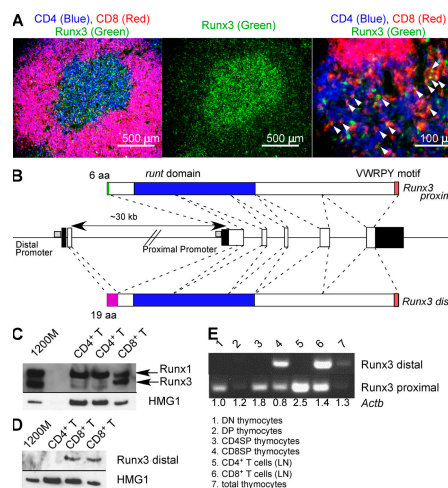 A
CD4 (Blue), CD8 (Red)
Runx3 (Green)
Runx3 (Green)
CD4 (Blue), CD8 (Red)
Runx3 (Green)
500 µm
500 µm
100 µm
B
6 aa
runt domain
VWRPY motif
Runx3 proxim
~30 kb
Distal
Promoter
Proximal Promoter
Runx3 dis
19 aa
C
1200M
CD4+ T
CD4+ T
CD8+ T
Runx1
Runx3
HMG1
D
1200M
CD4+ T
CD8+ T
CD8+ T
Runx3 distal
HMG1
E
1 2 3 4 5 6 7
Runx3 distal
Runx3 proximal
1.0 1.2 1.8 0.8 2.5 1.4 1.3 Actb
1. DN thymocytes
2. DP thymocytes
3. CD4SP thymocytes
4. CD8SP thymocytes
5. CD4+ T cells (LN)
6. CD8+ T cells (LN)
7. total thymocytes